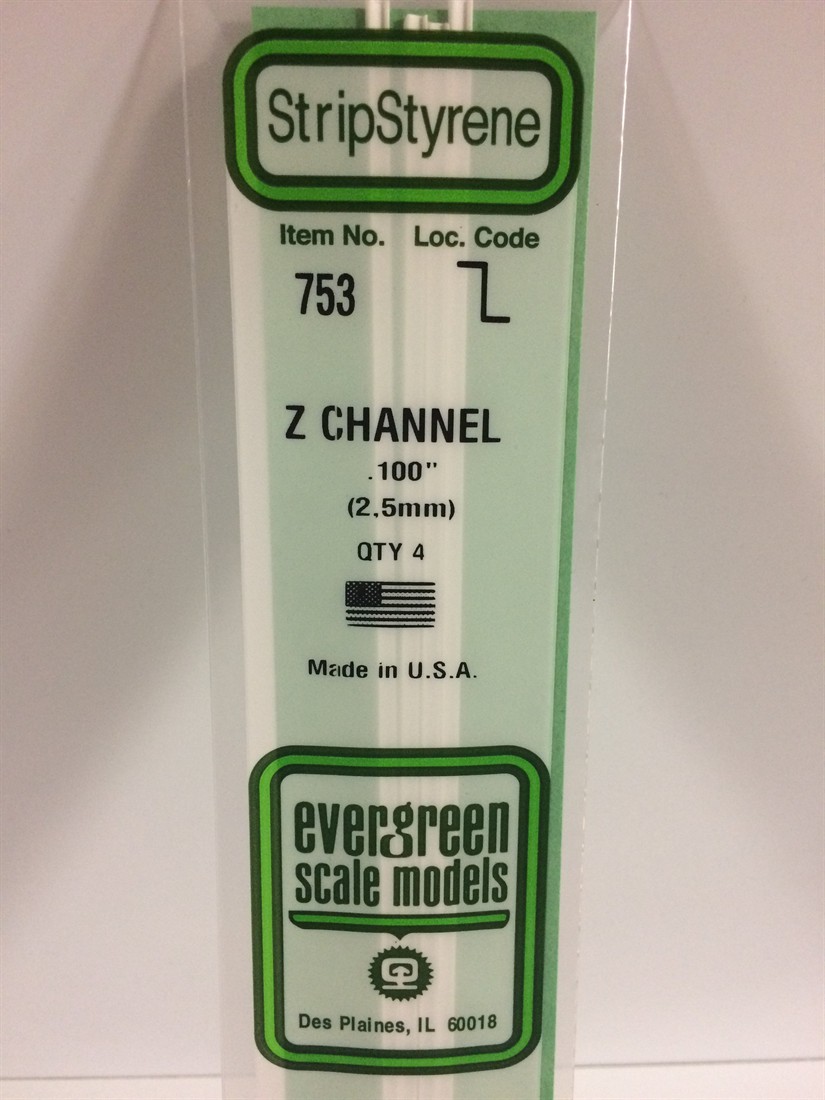 StripStyrene
Item No. Loc. Code
753
Z CHANNEL
.100"
(2,5mm)
QTY 4
Made in U.S.A.
evergreen
scale models
Des Plaines, IL 60018